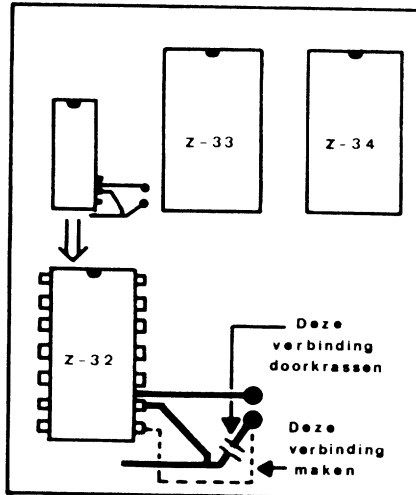 Z-33
Z-34
Z-32
Deze
verbinding
doorkrassen
Deze
verbinding
maken